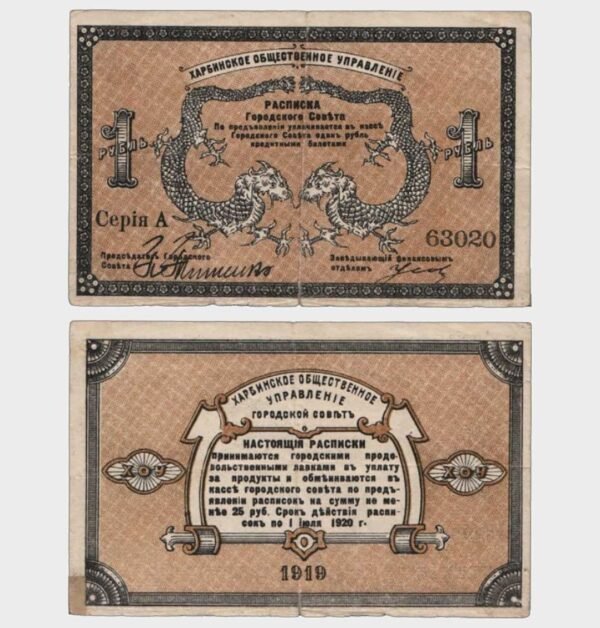 ХАРБИНСКОЕ ОБЩЕСТВЕННОЕ УПРАВЛЕНІЕ
РАСПИСКА
Городского Совѣта
По предъявленіи уплачивается въ кассѣ
Городского Совѣта одинъ рубль
кредитными билетами
1 РУБЛЬ
1 РУБЛЬ
Серія А
63020
Предсѣдатель Городского
Совѣта
Завѣдывающій финансовымъ
отдѣломъ
ХАРБИНСКОЕ ОБЩЕСТВЕННОЕ
УПРАВЛЕНІЕ
ГОРОДСКОЙ СОВѢТЪ
НАСТОЯЩІЯ РАСПИСКИ
ПРИНИМАЮТСЯ ГОРОДСКИМИ ПРОДО-
ВОЛЬСТВЕННЫМИ ЛАВКАМИ ВЪ УПЛАТУ
ЗА ПРОДУКТЫ И ОБМѢНИВАЮТСЯ ВЪ
КАССѢ ГОРОДСКОГО СОВѢТА ПО ПРЕДЪ-
ЯВЛЕНІИ РАСПИСОКЪ НА СУММУ НЕ МЕ-
НѢЕ 25 РУБ. СРОКЪ ДѢЙСТВІЯ РАСПИ-
СОКЪ ПО 1 ІЮЛЯ 1920 Г.
ХОУ
ХОУ
1919